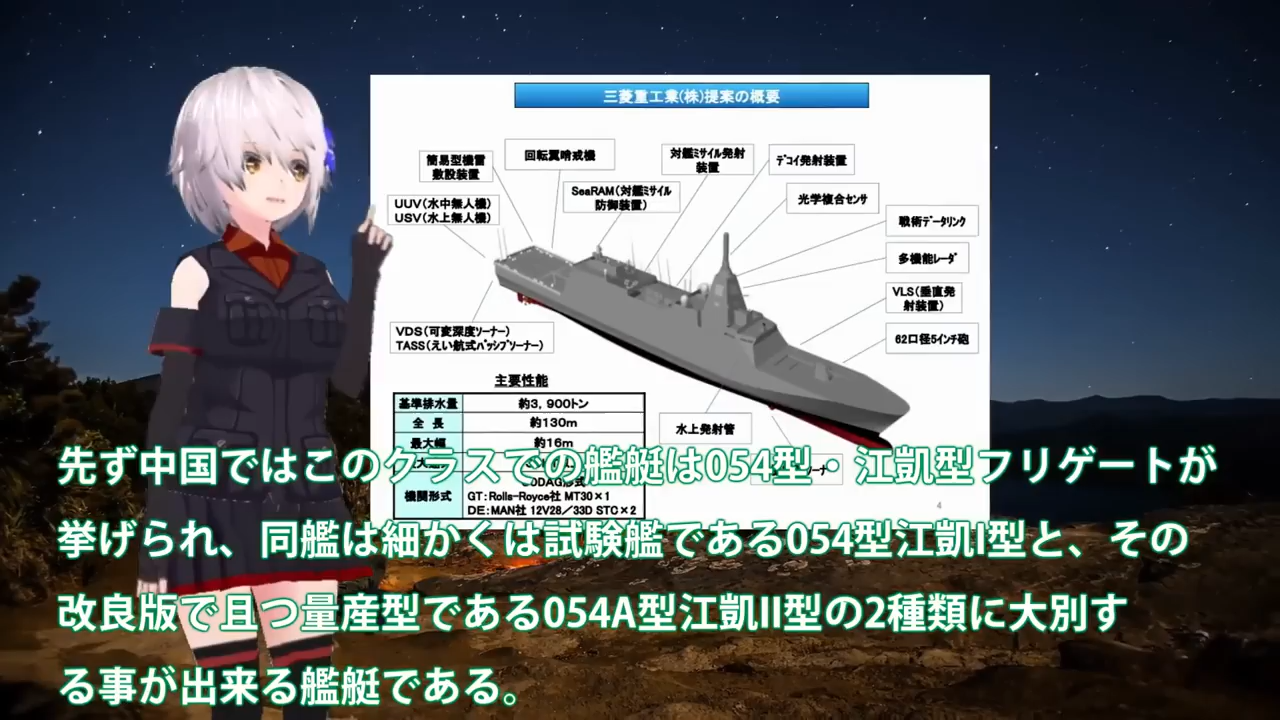 三菱重工業(株)提案の概要
簡易型機雷
敷設装置
回転翼哨戒機
対艦ミサイル発射
装置
デコイ発射装置
SeaRAM(対艦ミサイル
防御装置)
光学複合センサ
UUV(水中無人機)
USV(水上無人機)
戦術データリンク
多機能レーダ
VLS(垂直発
射装置)
62口径5インチ砲
VDS(可変深度ソーナー)
TASS(えい航式パッシブソーナー)
主要性能
基準排水量 約3,900トン
全 長 約130m
最大幅 約16m
水上発射管
機関形式
GT:Rolls-Royce社 MT30×1
DE:MAN社 12V28/33D STC×2
4
先ず中国ではこのクラスでの艦艇は054型・江凱型フリゲートが
挙げられ、同艦は細かくは試験艦である054型江凱I型と、その
改良版で且つ量産型である054A型江凱II型の2種類に大別す
る事が出来る艦艇である。